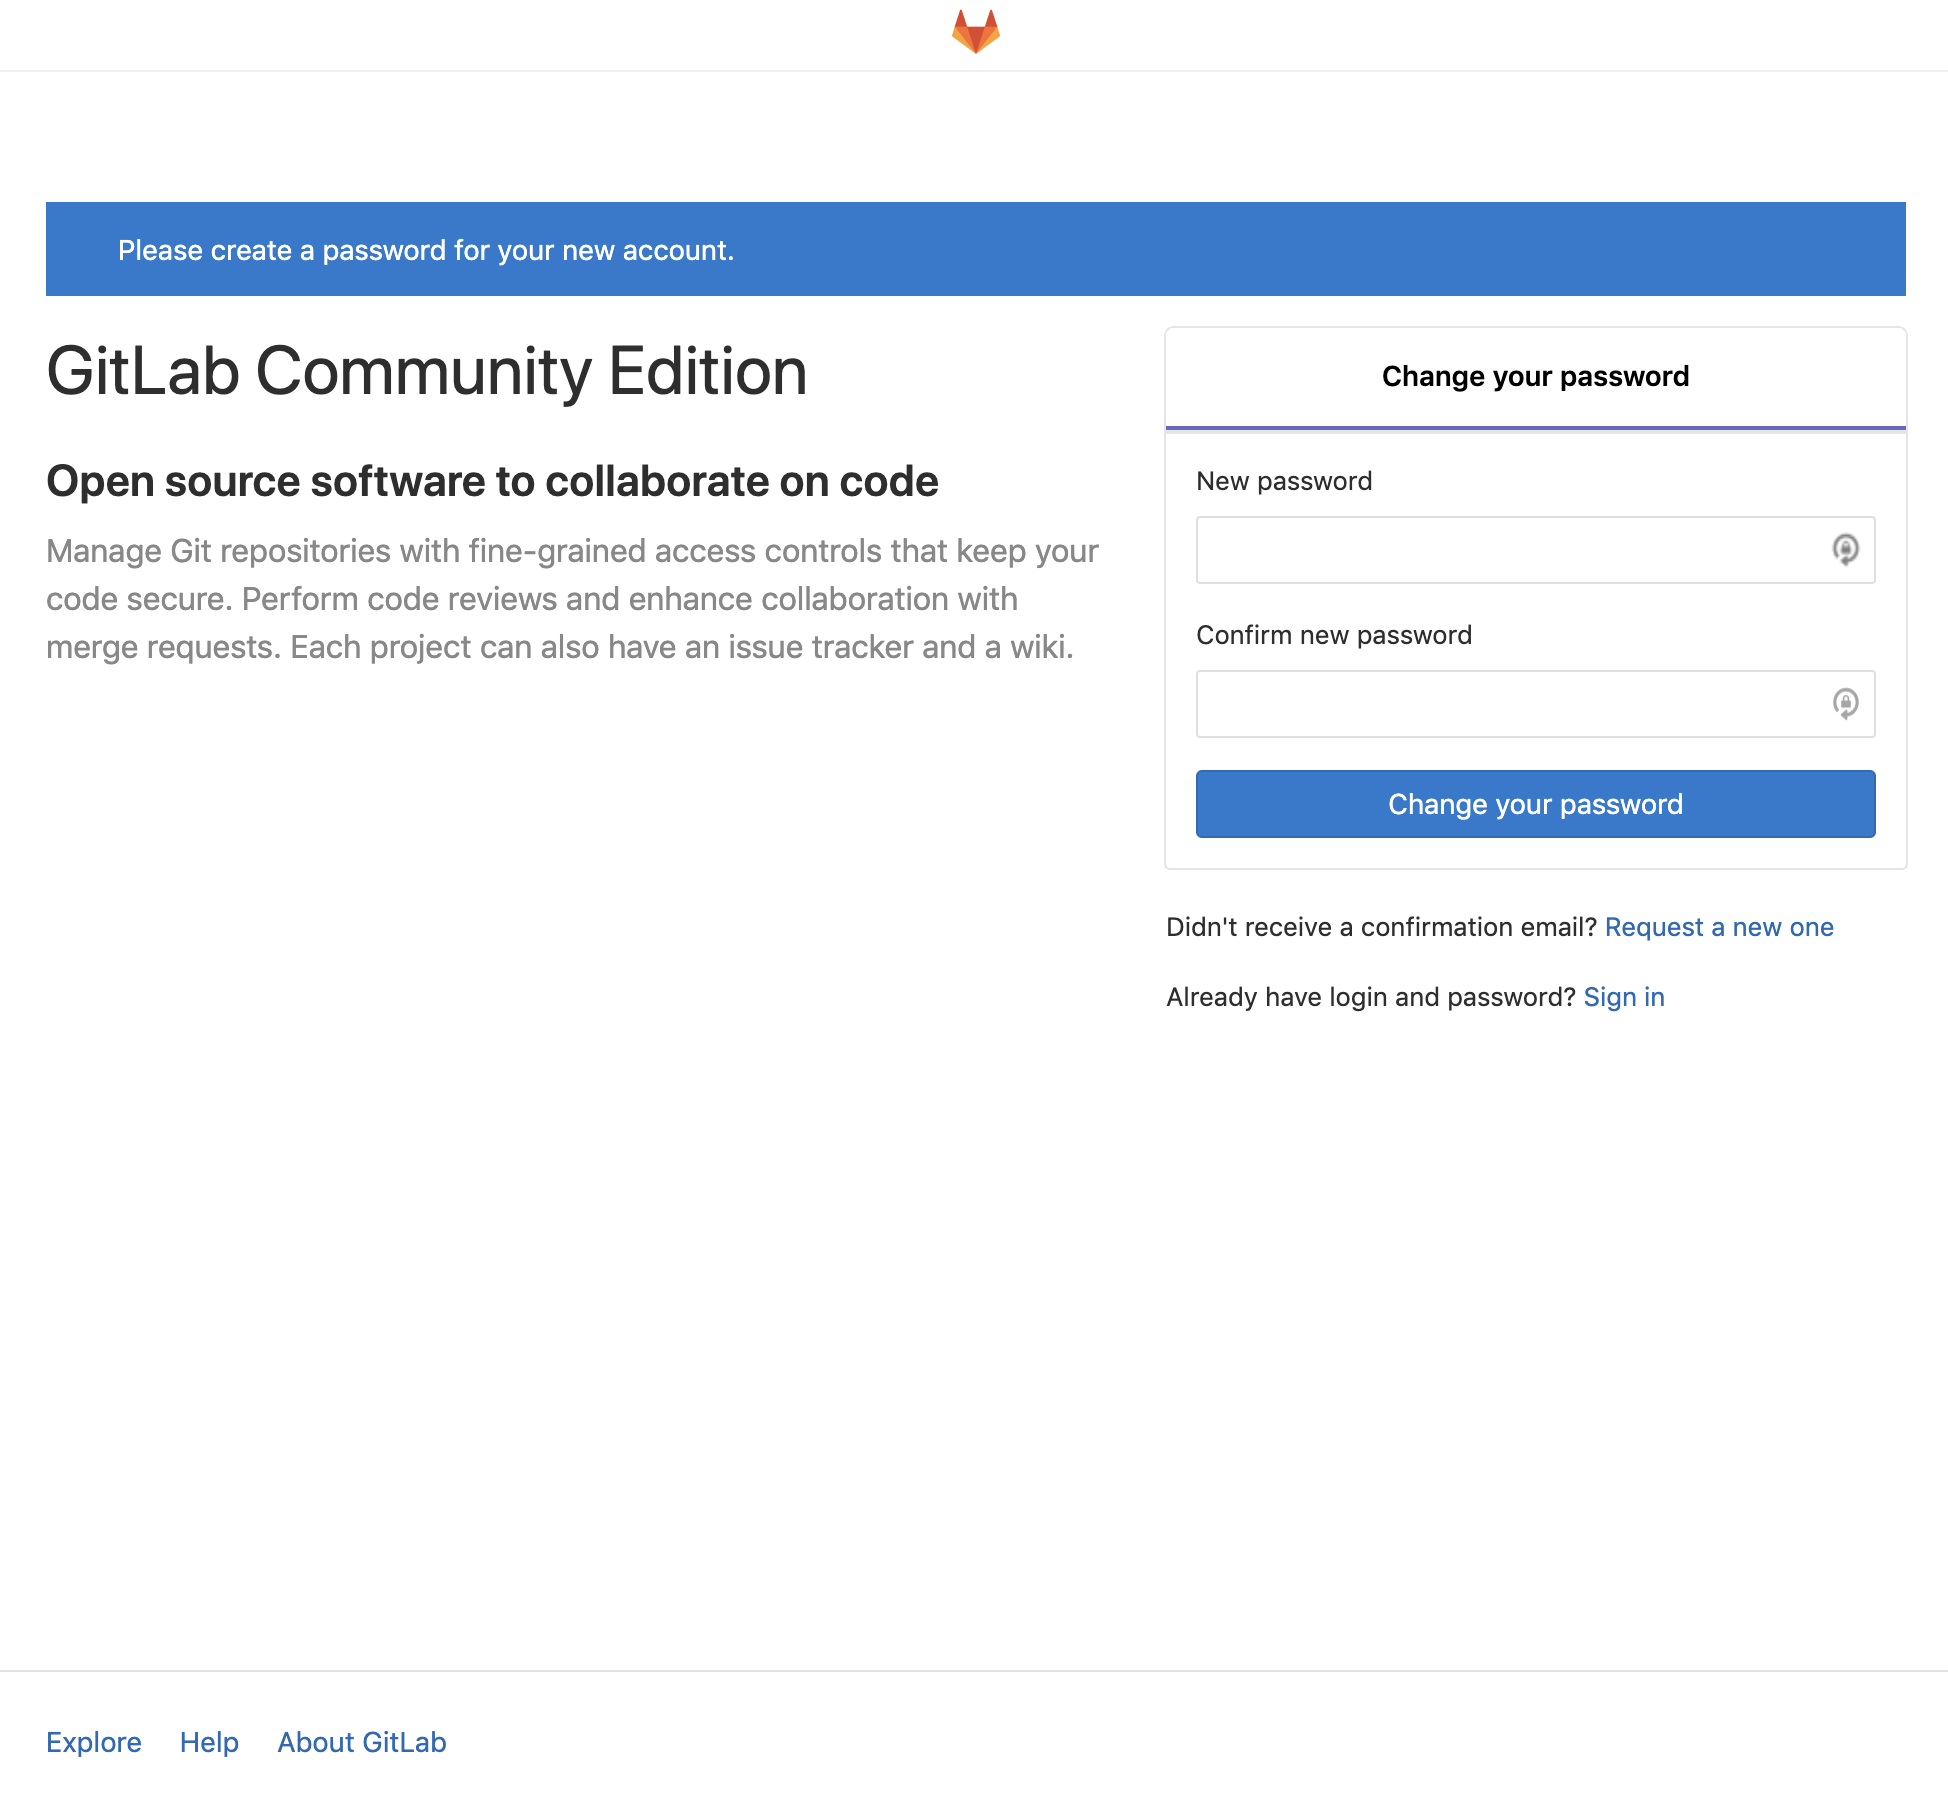 Please create a password for your new account.
GitLab Community Edition
Open source software to collaborate on code
Manage Git repositories with fine-grained access controls that keep your
code secure. Perform code reviews and enhance collaboration with
merge requests. Each project can also have an issue tracker and a wiki.
Change your password
New password
Confirm new password
Change your password
Didn't receive a confirmation email? Request a new one
Already have login and password? Sign in
Explore Help About GitLab